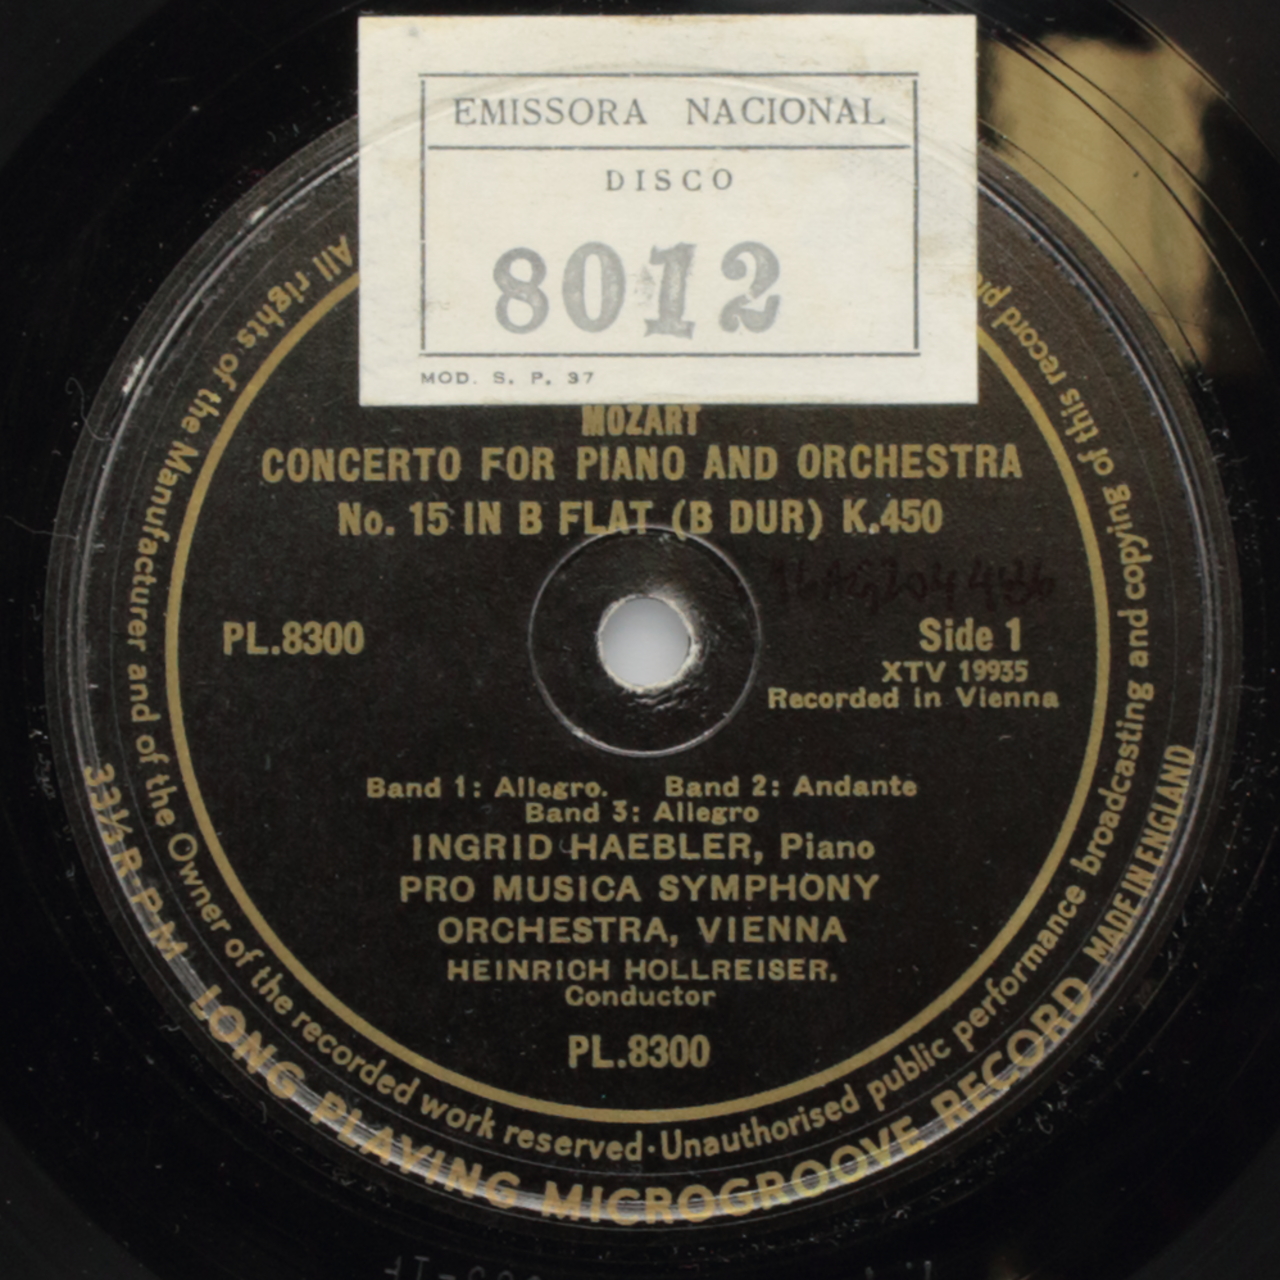 EMISSORA NACIONAL
DISCO
8012
MOD. S. P. 37
MOZART
CONCERTO FOR PIANO AND ORCHESTRA
No. 15 IN B FLAT (B DUR) K.450
PL.8300
Side 1
XTV 19935
Recorded in Vienna
Band 1: Allegro. Band 2: Andante
Band 3: Allegro
INGRID HAEBLER, Piano
PRO MUSICA SYMPHONY
ORCHESTRA, VIENNA
HEINRICH HOLLREISER,
Conductor
PL.8300
All rights of the Manufacturer and of the Owner of the recorded work reserved·Unauthorised public performance broadcasting and copying of this record
33⅓ R·P·M LONG PLAYING MICROGROOVE RECORD MADE IN ENGLAND